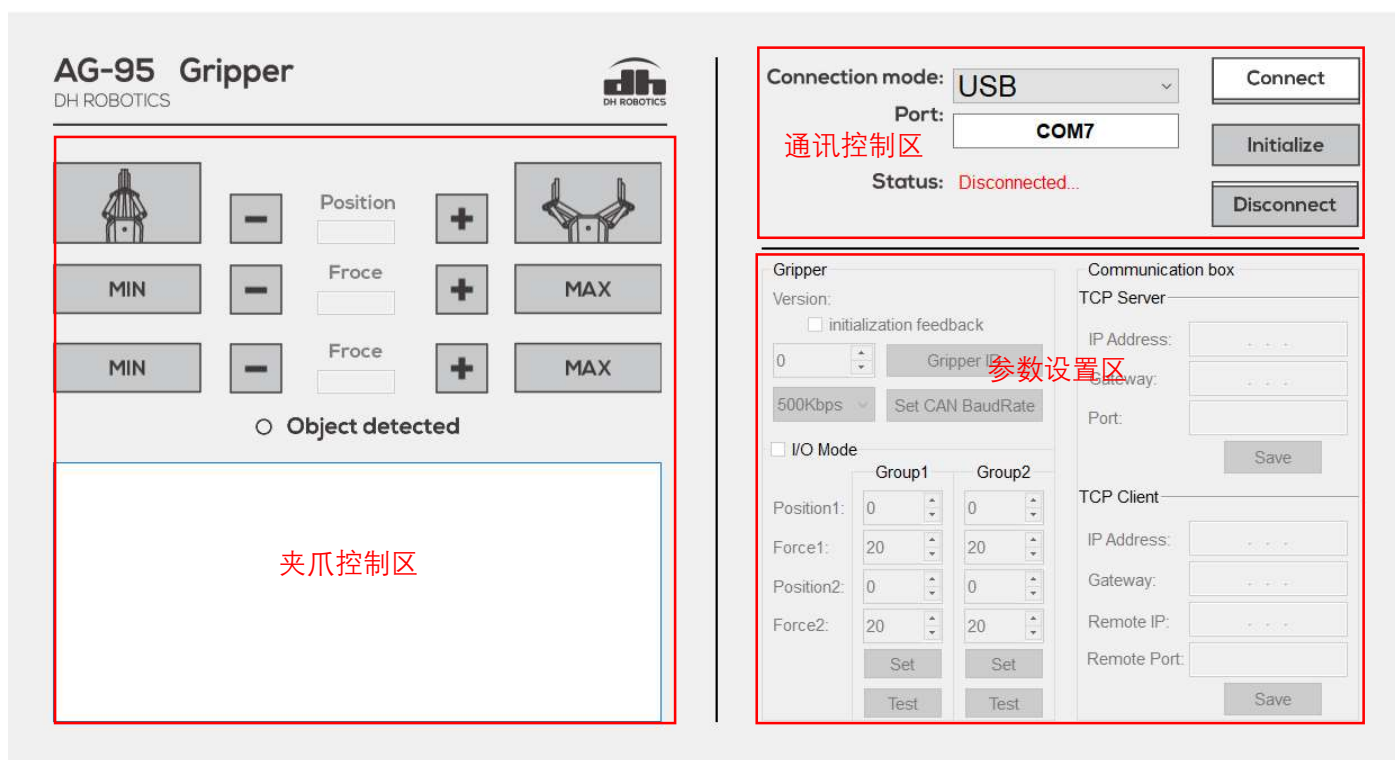 AG-95 Gripper
DH ROBOTICS
dh
DH ROBOTICS
Position
MIN
Froce
MAX
MIN
Froce
MAX
Object detected
夹爪控制区
Connection mode:
USB
Connect
Port:
COM7
通讯控制区
Initialize
Status:
Disconnected...
Disconnect
Gripper
Version:
initialization feedback
0
Gripper ID
参数设置区
500Kbps
Set CAN BaudRate
I/O Mode
Group1
Group2
Position1:
0
0
Force1:
20
20
Position2:
0
0
Force2:
20
20
Set
Set
Test
Test
Communication box
TCP Server
IP Address:
. . .
Gateway:
. . .
Port:
Save
TCP Client
IP Address:
. . .
Gateway:
. . .
Remote IP:
. . .
Remote Port:
Save